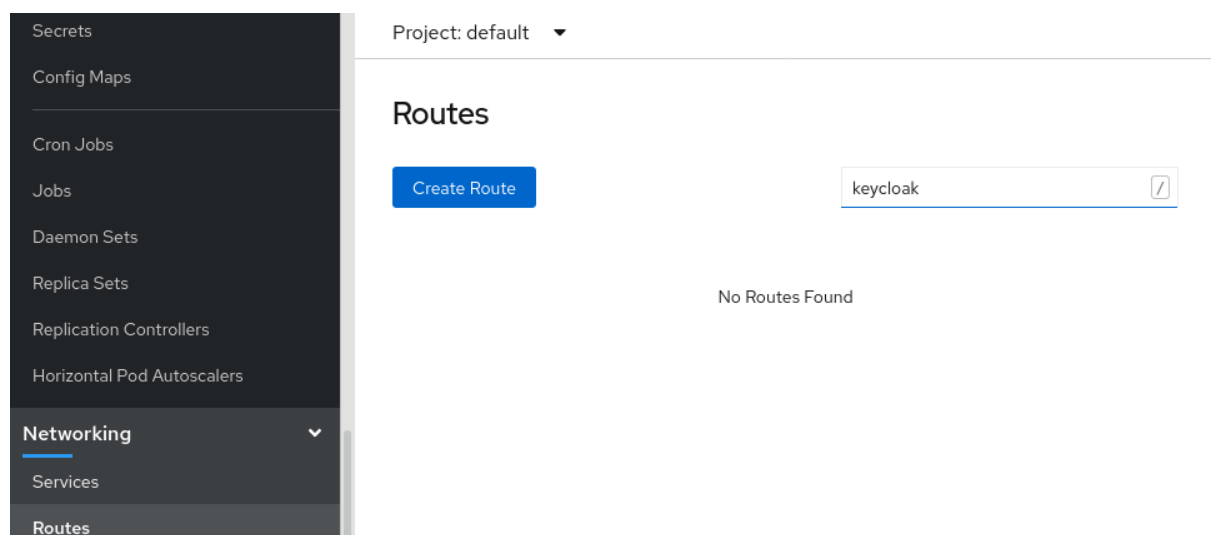 Secrets
Config Maps
Cron Jobs
Jobs
Daemon Sets
Replica Sets
Replication Controllers
Horizontal Pod Autoscalers
Networking
Services
Routes
Project: default
Routes
Create Route
keycloak
/
No Routes Found